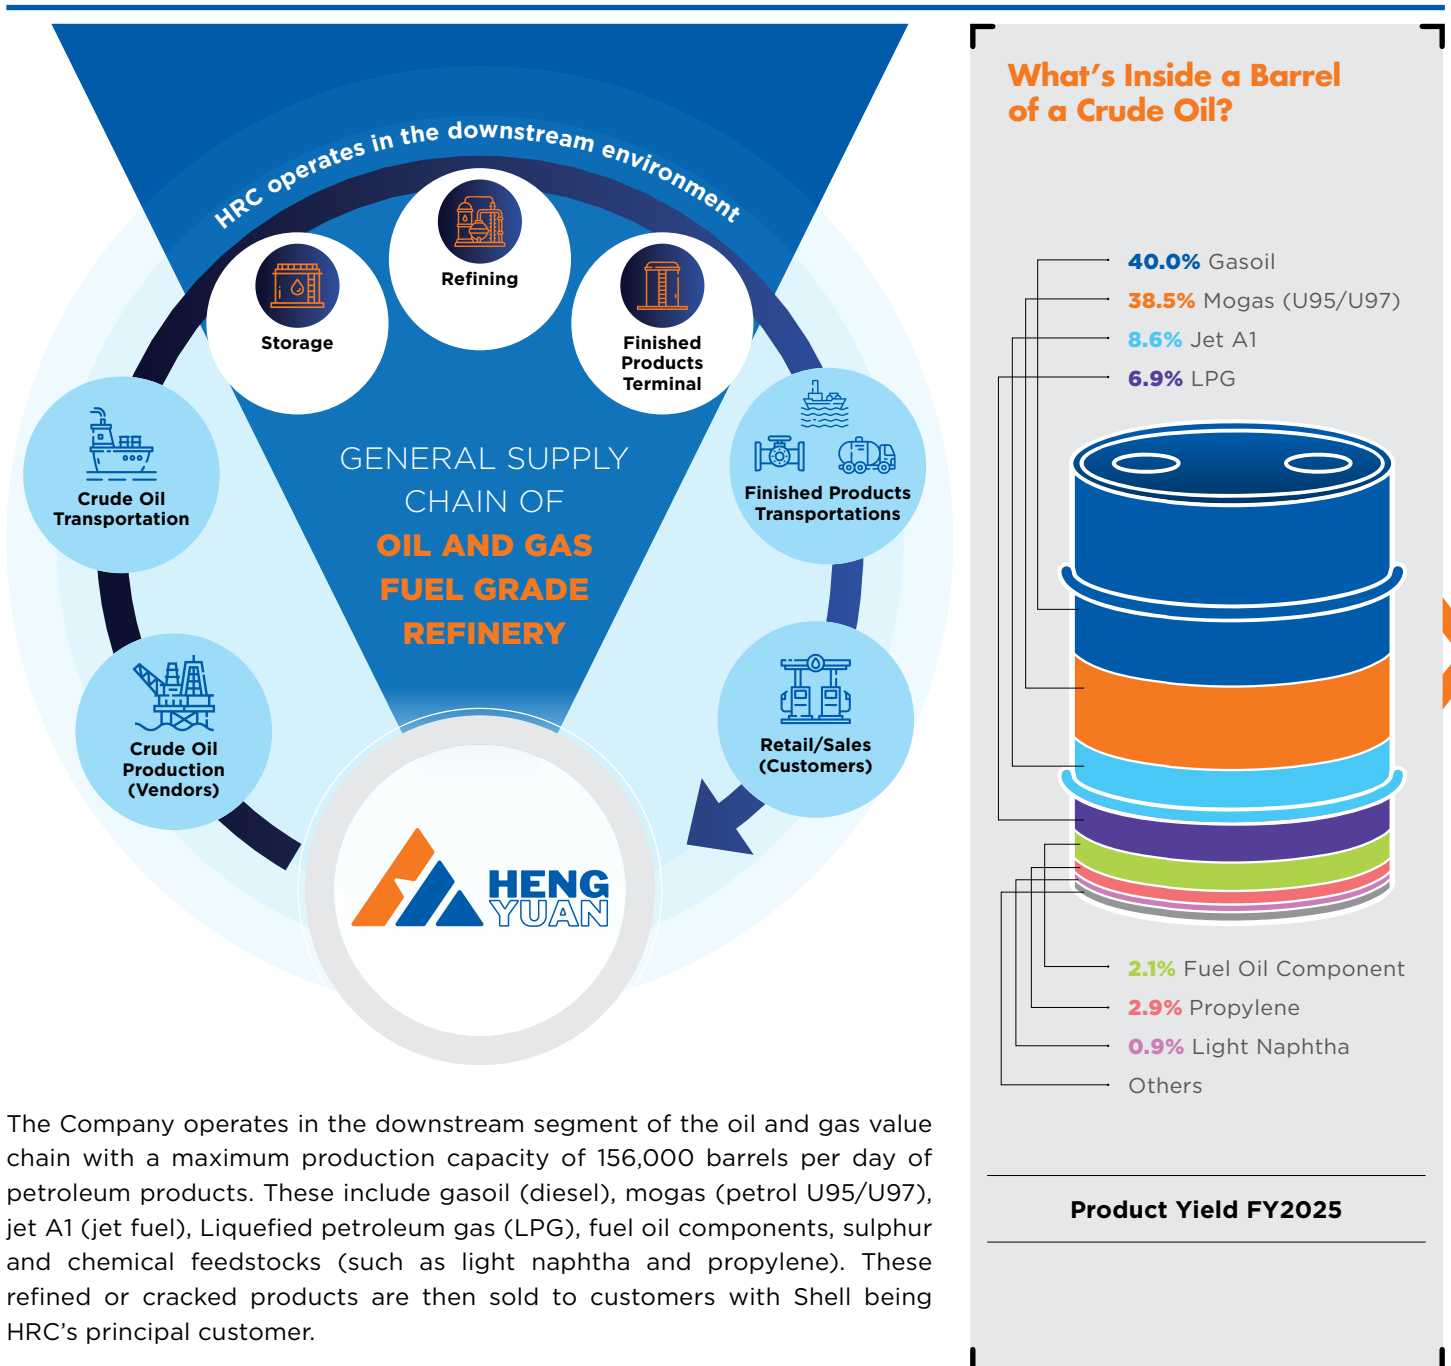 HRC operates in the downstream environment
Storage
Refining
Finished
Products
Terminal
Crude Oil
Transportation
Finished Products
Transportations
Crude Oil
Production
(Vendors)
Retail/Sales
(Customers)
GENERAL SUPPLY
CHAIN OF
OIL AND GAS
FUEL GRADE
REFINERY
HENG
YUAN
The Company operates in the downstream segment of the oil and gas value
chain with a maximum production capacity of 156,000 barrels per day of
petroleum products. These include gasoil (diesel), mogas (petrol U95/U97),
jet A1 (jet fuel), Liquefied petroleum gas (LPG), fuel oil components, sulphur
and chemical feedstocks (such as light naphtha and propylene). These
refined or cracked products are then sold to customers with Shell being
HRC's principal customer.
What's Inside a Barrel
of a Crude Oil?
40.0% Gasoil
38.5% Mogas (U95/U97)
8.6% Jet A1
6.9% LPG
2.1% Fuel Oil Component
2.9% Propylene
0.9% Light Naphtha
Others
Product Yield FY2025